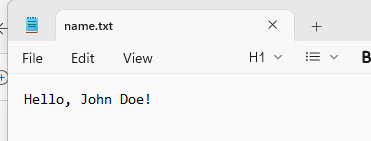 name.txt
File Edit View H1 B
Hello, John Doe!